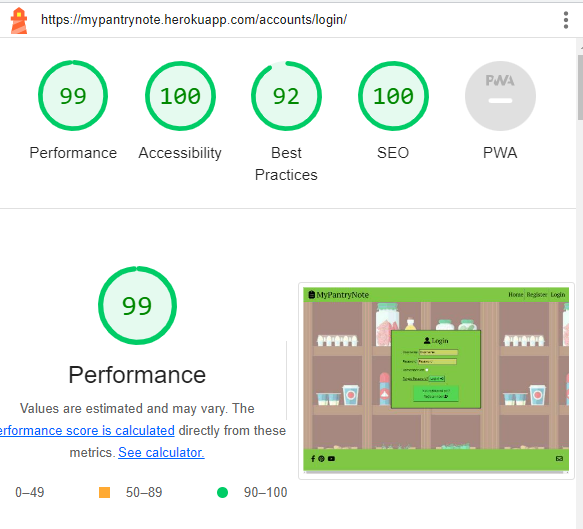 https://mypantrynote.herokuapp.com/accounts/login/
99
100
92
100
PWA
Performance
Accessibility
Best
Practices
SEO
PWA
99
Performance
Values are estimated and may vary. The
erformance score is calculated directly from these
metrics. See calculator.
0–49
50–89
90–100
MyPantryNote
Home
Register
Login
Login